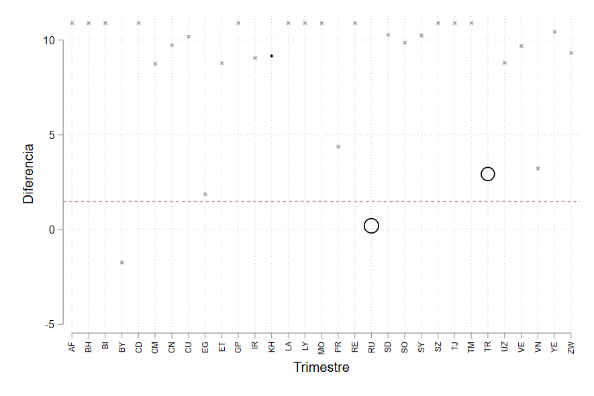 Diferencia
10
5
0
-5
AF BH BI BY CD CM CN CU EG ET GP IR KH LA LY MO PR RE RU SD SO SY SZ TJ TM TR UZ VE VN YE ZW
Trimestre